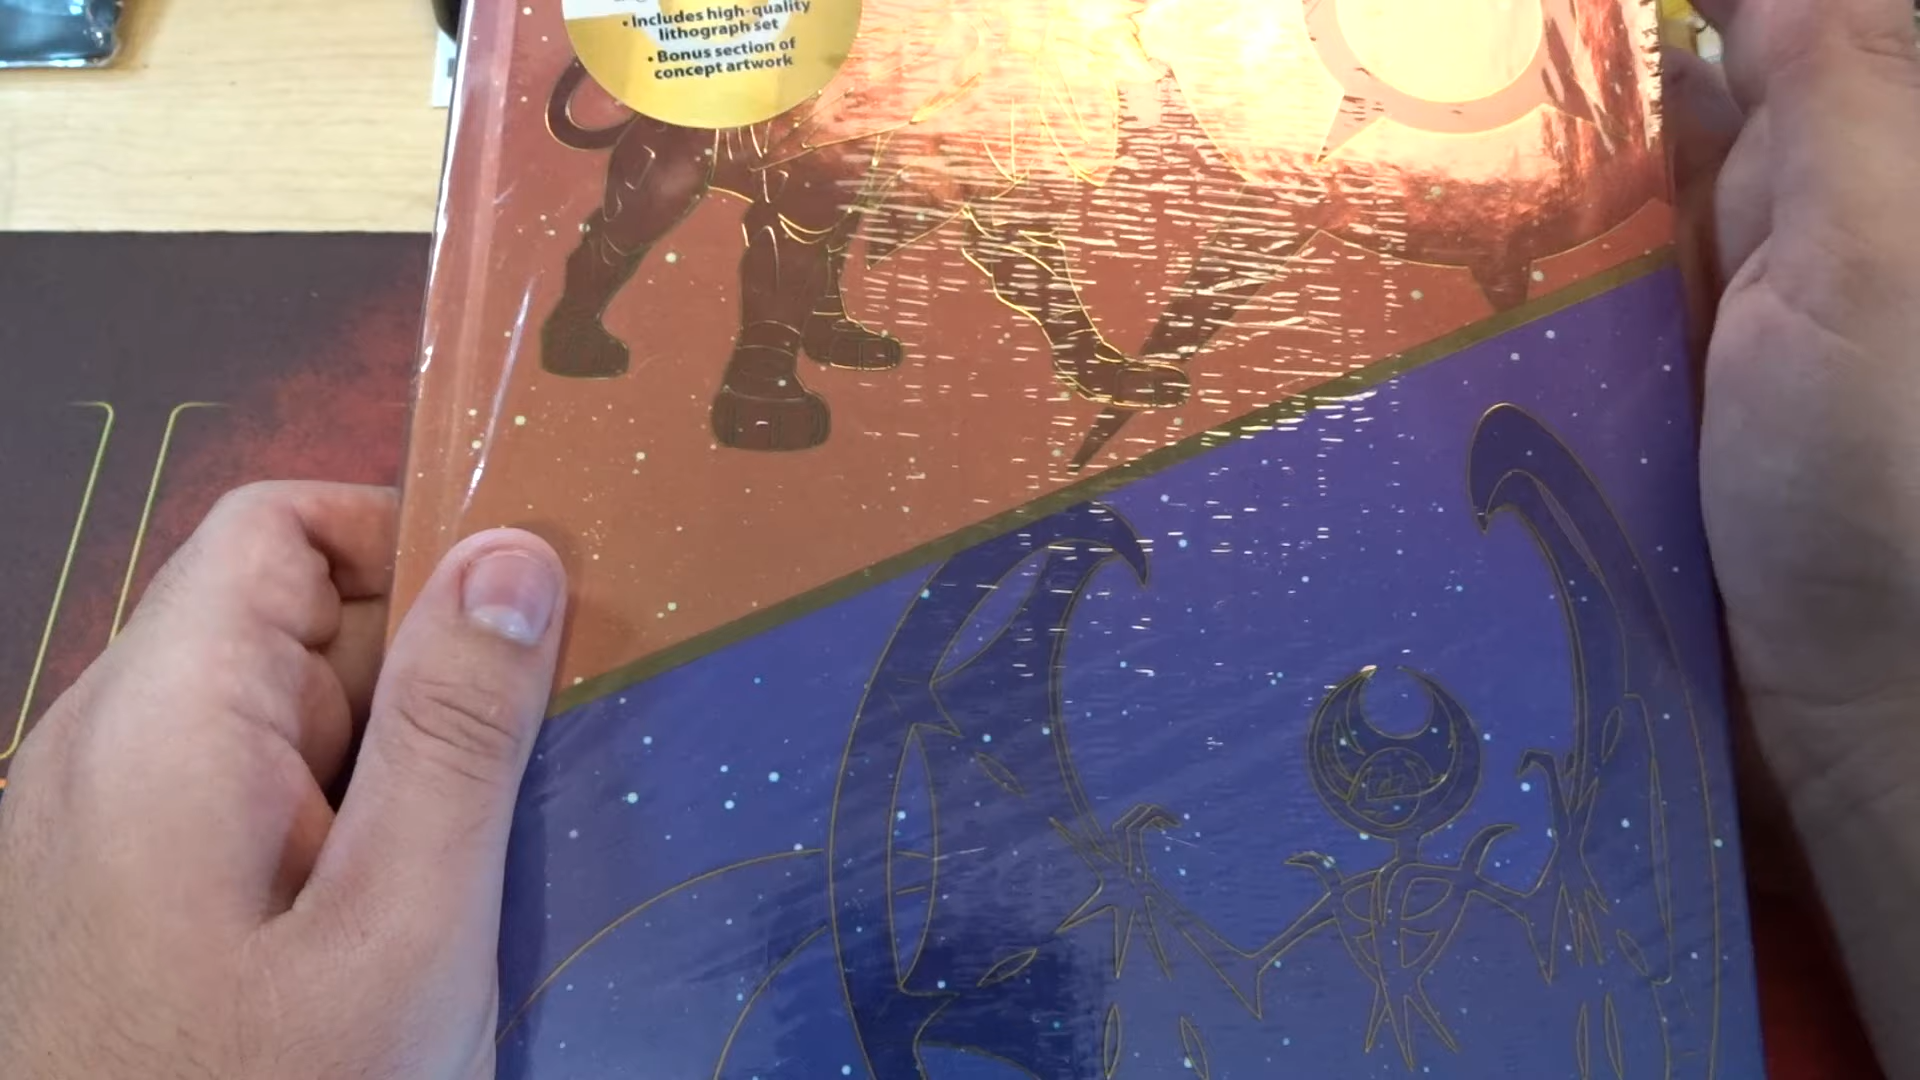 • Includes high-quality
lithograph set
• Bonus section of
concept artwork